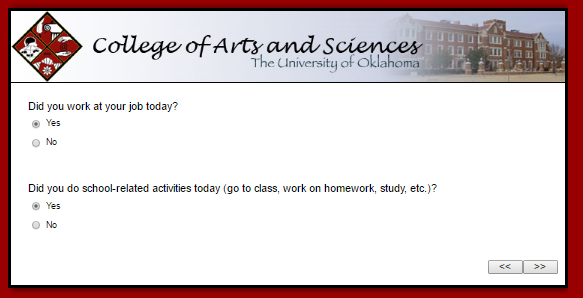 College of Arts and Sciences
The University of Oklahoma
Did you work at your job today?
Yes
No
Did you do school-related activities today (go to class, work on homework, study, etc.)?
Yes
No
<< >>